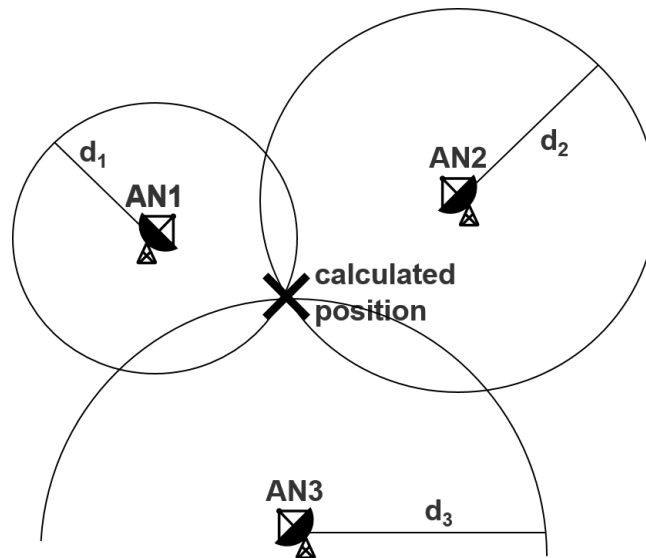 d₁
AN1
AN2
d₂
calculated
position
AN3
d₃